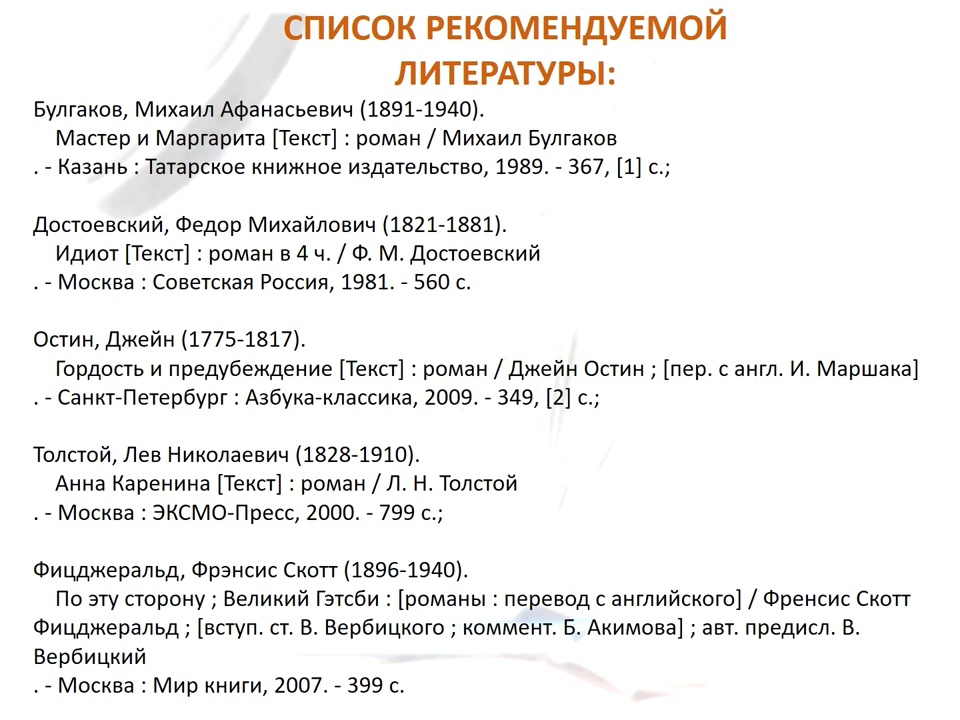 СПИСОК РЕКОМЕНДУЕМОЙ
ЛИТЕРАТУРЫ:
Булгаков, Михаил Афанасьевич (1891-1940).
Мастер и Маргарита [Текст] : роман / Михаил Булгаков
. - Казань : Татарское книжное издательство, 1989. - 367, [1] с.;
Достоевский, Федор Михайлович (1821-1881).
Идиот [Текст] : роман в 4 ч. / Ф. М. Достоевский
. - Москва : Советская Россия, 1981. - 560 с.
Остин, Джейн (1775-1817).
Гордость и предубеждение [Текст] : роман / Джейн Остин ; [пер. с англ. И. Маршака]
. - Санкт-Петербург : Азбука-классика, 2009. - 349, [2] с.;
Толстой, Лев Николаевич (1828-1910).
Анна Каренина [Текст] : роман / Л. Н. Толстой
. - Москва : ЭКСМО-Пресс, 2000. - 799 с.;
Фицджеральд, Фрэнсис Скотт (1896-1940).
По эту сторону ; Великий Гэтсби : [романы : перевод с английского] / Френсис Скотт
Фицджеральд ; [вступ. ст. В. Вербицкого ; коммент. Б. Акимова] ; авт. предисл. В.
Вербицкий
. - Москва : Мир книги, 2007. - 399 с.